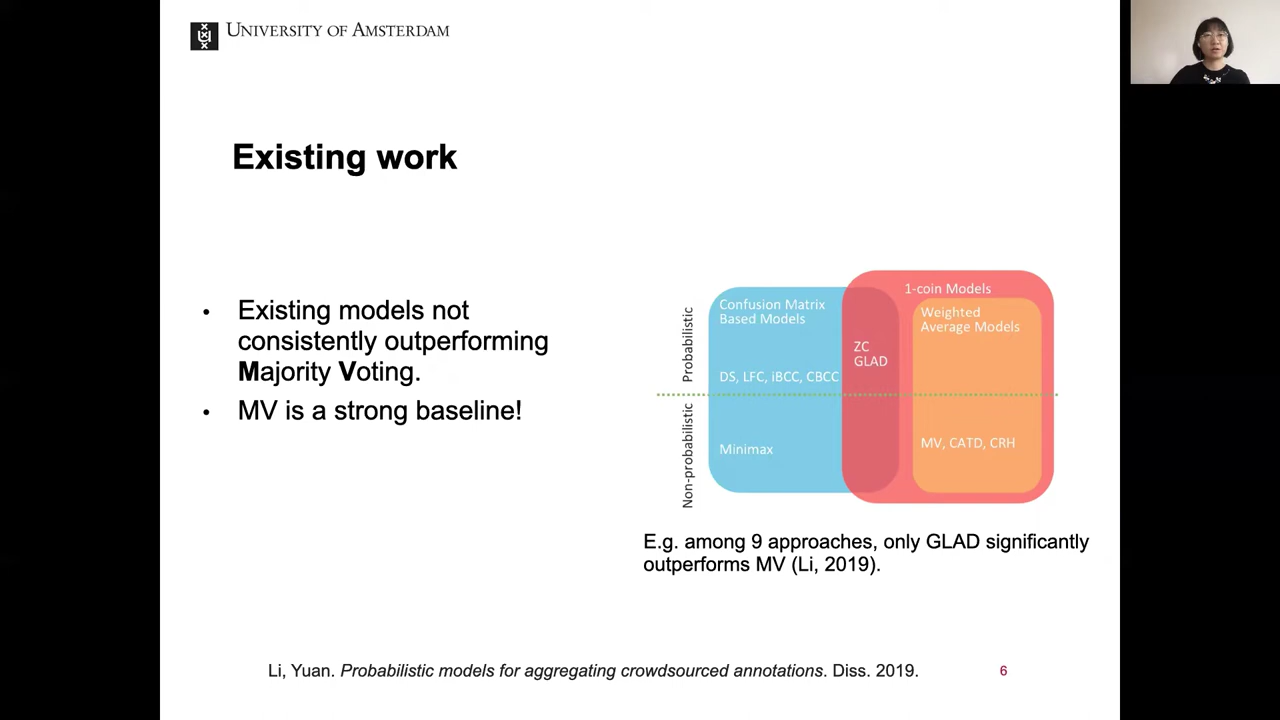 UNIVERSITY OF AMSTERDAM
Existing work
• Existing models not
consistently outperforming
Majority Voting.
• MV is a strong baseline!
Probabilistic
Non-probabilistic
Confusion Matrix
Based Models
DS, LFC, iBCC, CBCC
Minimax
ZC
GLAD
1-coin Models
Weighted
Average Models
MV, CATD, CRH
E.g. among 9 approaches, only GLAD significantly
outperforms MV (Li, 2019).
Li, Yuan. Probabilistic models for aggregating crowdsourced annotations. Diss. 2019.
6